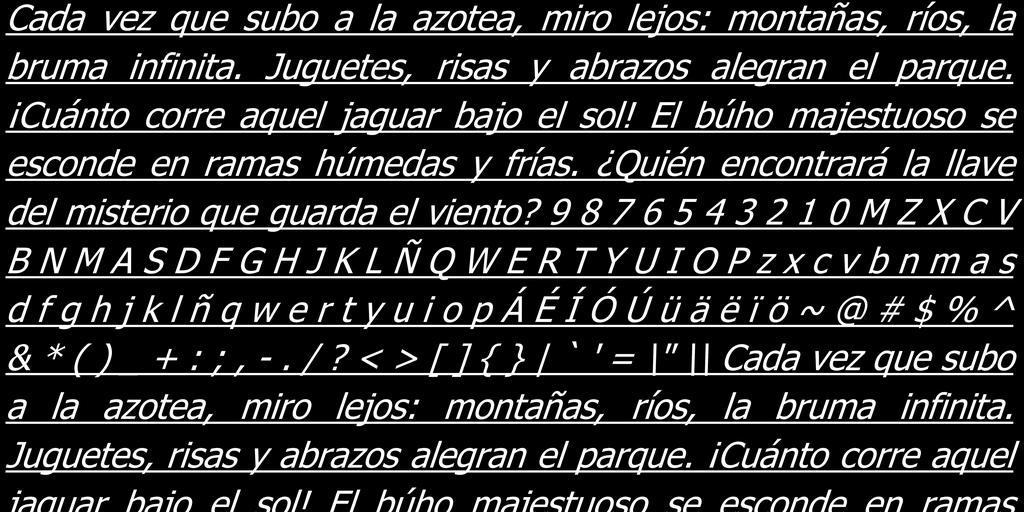 Cada vez que subo a la azotea, miro lejos: montañas, ríos, la
bruma infinita. Juguetes, risas y abrazos alegran el parque.
¡Cuánto corre aquel jaguar bajo el sol! El búho majestuoso se
esconde en ramas húmedas y frías. ¿Quién encontrará la llave
del misterio que guarda el viento? 9 8 7 6 5 4 3 2 1 0 M Z X C V
B N M A S D F G H J K L Ñ Q W E R T Y U I O P z x c v b n m a s
d f g h j k l ñ q w e r t y u i o p Á É Í Ó Ú ü ä ë ï ö ~ @ # $ % ^
& * ( ) _ + : ; , - . / ? < > [ ] { } | ` ' = \" \\ Cada vez que subo
a la azotea, miro lejos: montañas, ríos, la bruma infinita.
Juguetes, risas y abrazos alegran el parque. ¡Cuánto corre aquel
jaguar bajo el sol! El búho majestuoso se esconde en ramas